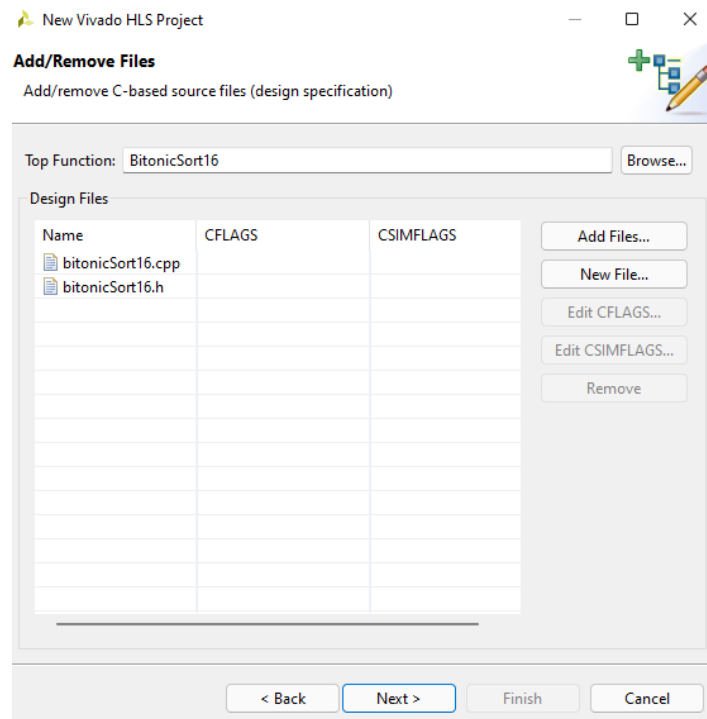 New Vivado HLS Project
Add/Remove Files
Add/remove C-based source files (design specification)
Top Function: BitonicSort16 Browse...
Design Files
Name CFLAGS CSIMFLAGS
bitonicSort16.cpp
bitonicSort16.h
Add Files...
New File...
Edit CFLAGS...
Edit CSIMFLAGS...
Remove
< Back Next > Finish Cancel